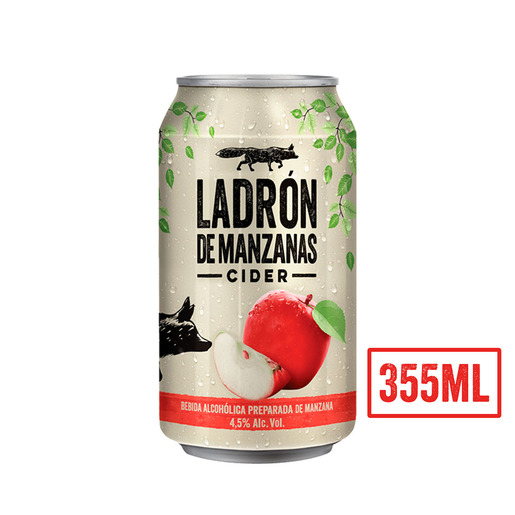 LADRÓN
DE MANZANAS
CIDER
BEBIDA ALCOHÓLICA PREPARADA DE MANZANA
4,5% Alc. Vol.
355ML